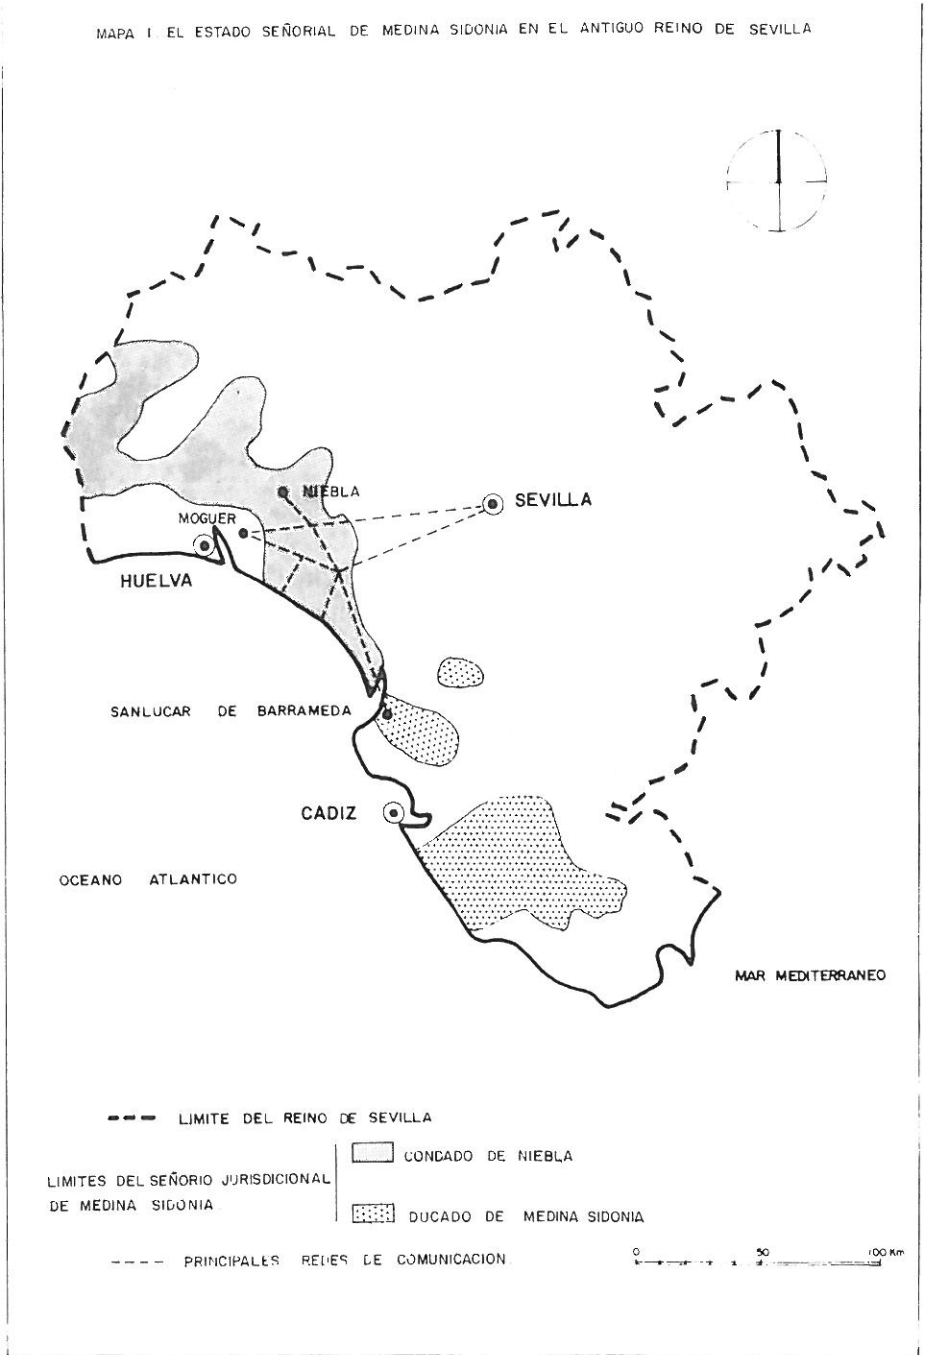 MAPA I. EL ESTADO SEÑORIAL DE MEDINA SIDONIA EN EL ANTIGUO REINO DE SEVILLA
NIEBLA
SEVILLA
MOGUER
HUELVA
SANLUCAR DE BARRAMEDA
CADIZ
OCEANO ATLANTICO
MAR MEDITERRANEO
LIMITE DEL REINO DE SEVILLA
LIMITES DEL SEÑORIO JURISDICIONAL
DE MEDINA SIDONIA
CONDADO DE NIEBLA
DUCADO DE MEDINA SIDONIA
PRINCIPALES REDES DE COMUNICACION
0 50 100 Km